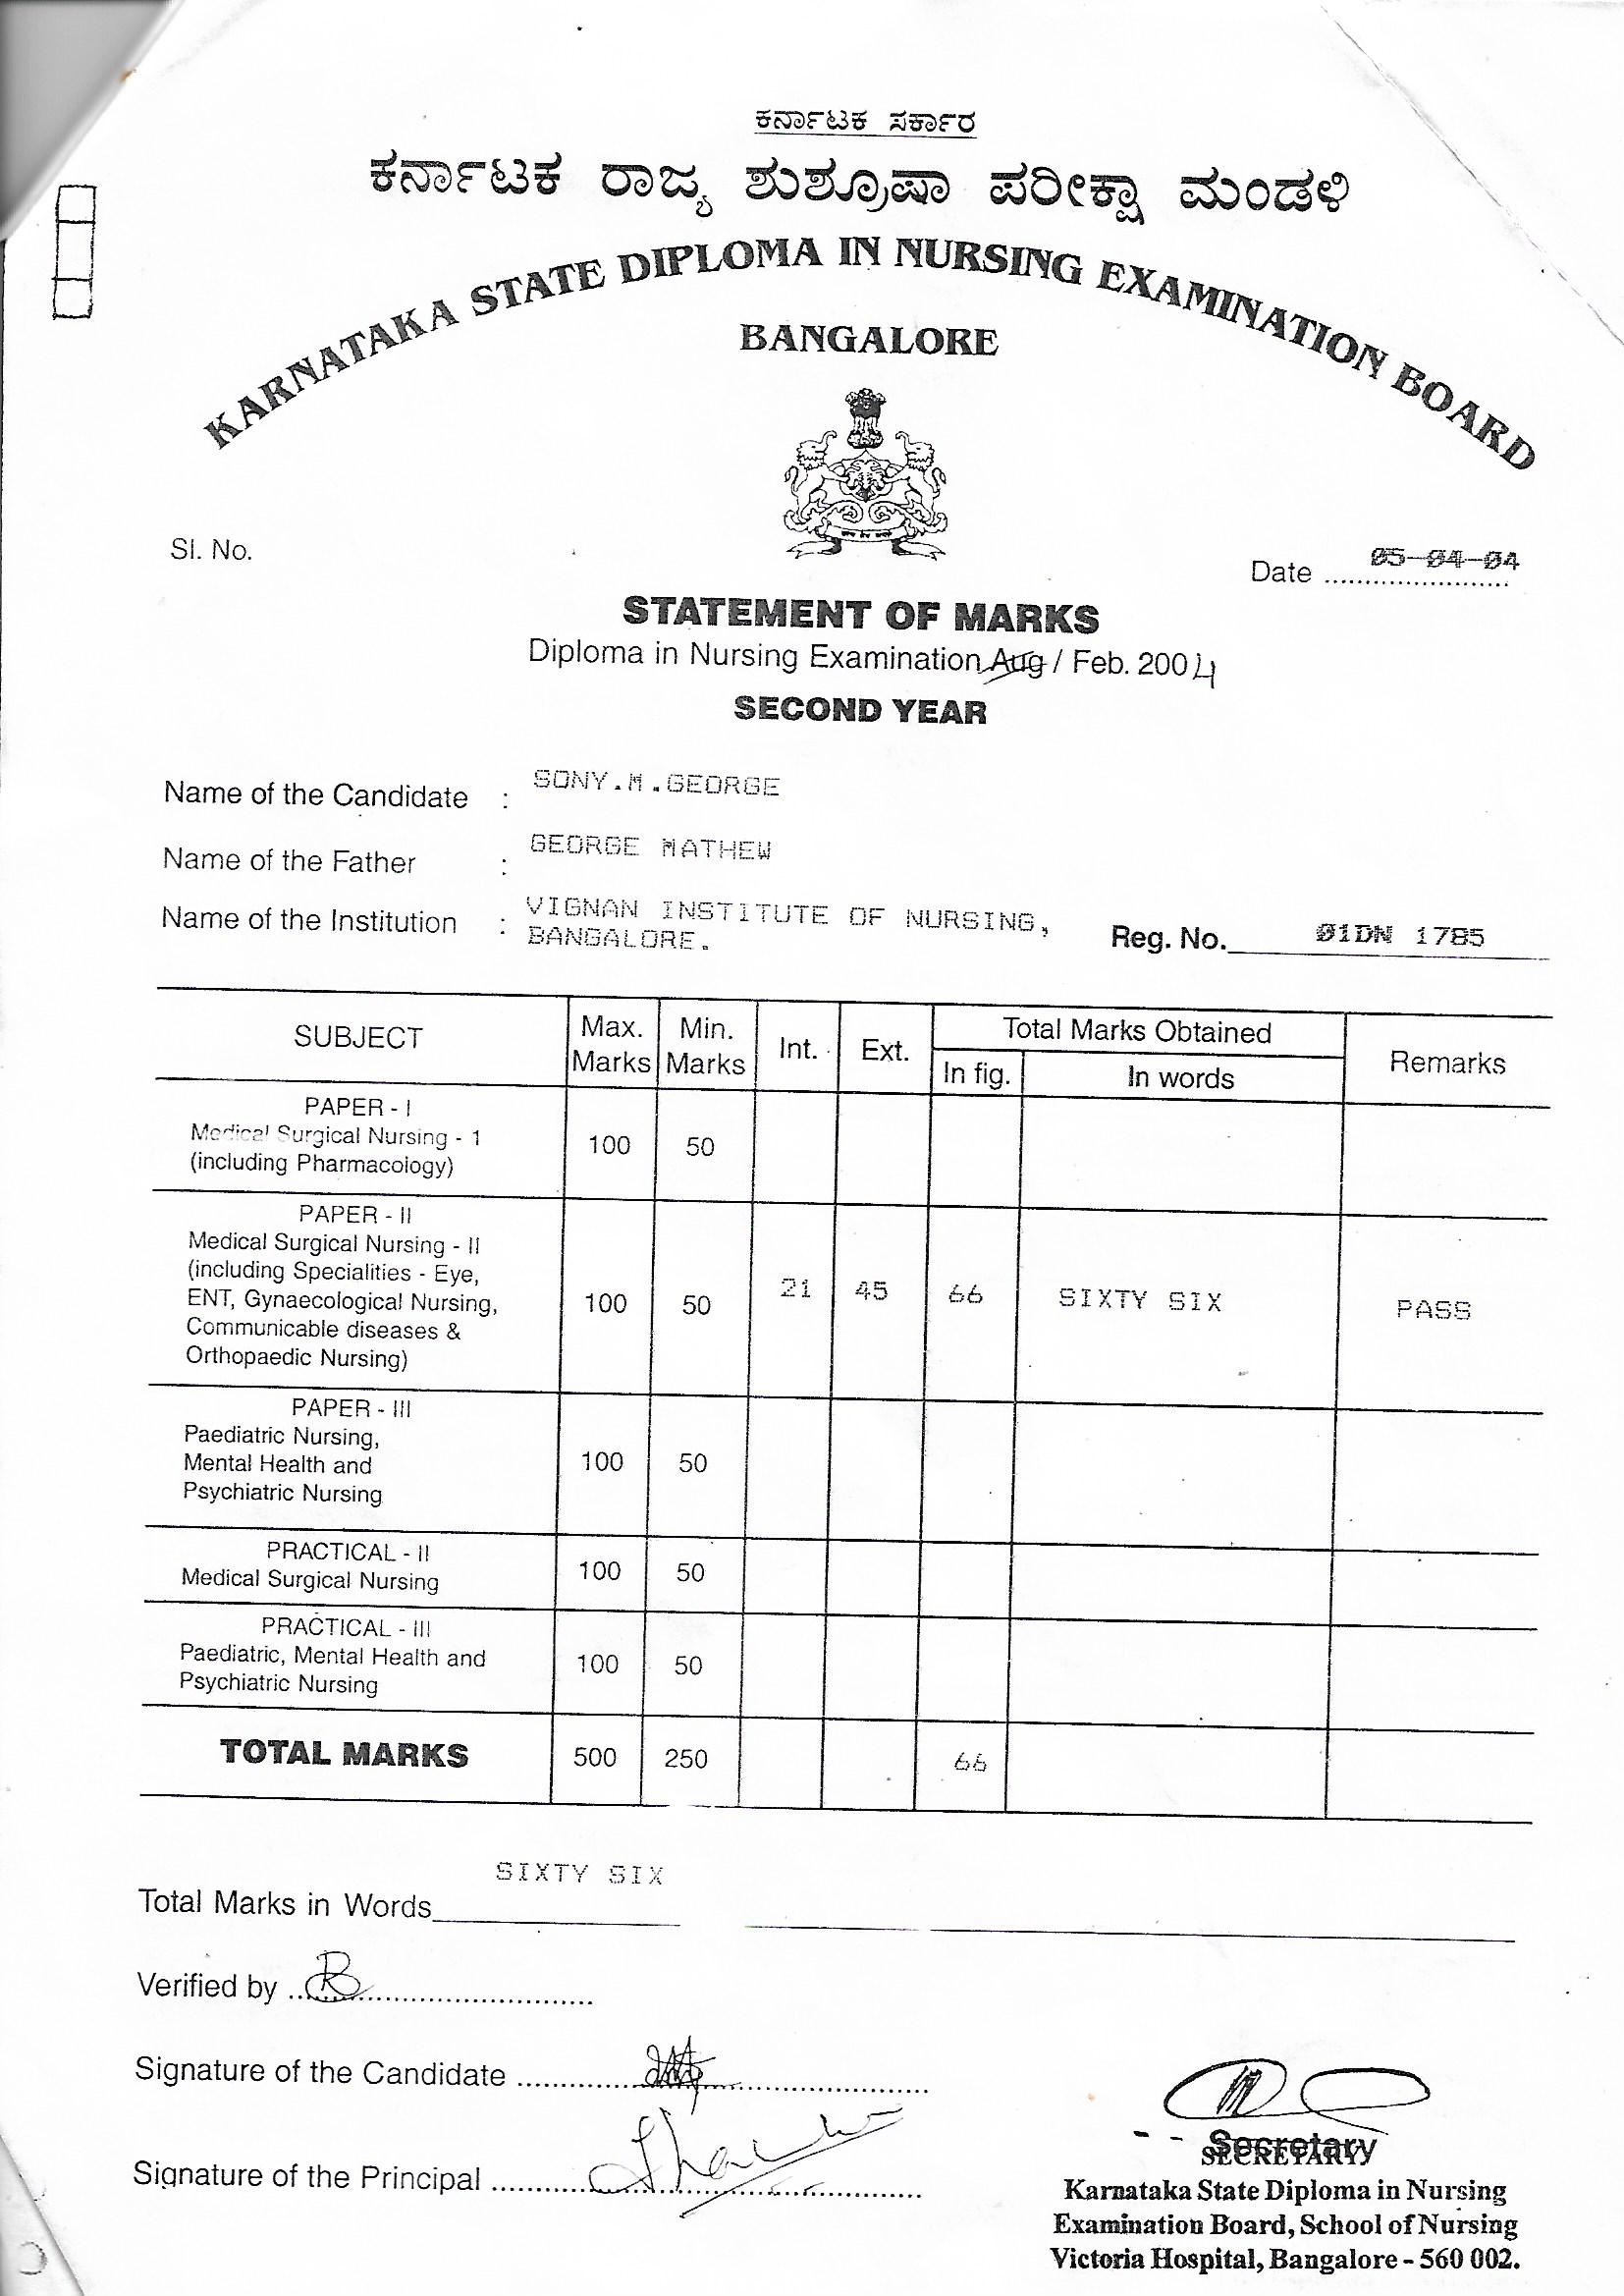 ಕರ್ನಾಟಕ ಸರ್ಕಾರ
ಕರ್ನಾಟಕ ರಾಜ್ಯ ಶುಶ್ರೂಷಾ ಪರೀಕ್ಷಾ ಮಂಡಳಿ
KARNATAKA STATE DIPLOMA IN NURSING EXAMINATION BOARD
BANGALORE
Sl. No.
Date ....................... 05-04-04
STATEMENT OF MARKS
Diploma in Nursing Examination Aug / Feb. 2004
SECOND YEAR
Name of the Candidate : SONY.M.GEORGE
Name of the Father : GEORGE MATHEW
Name of the Institution : VIGNAN INSTITUTE OF NURSING,
BANGALORE.
Reg. No. 01DN 1785
SUBJECT Max. Marks Min. Marks Int. Ext. Total Marks Obtained Remarks
In fig. In words
PAPER - I
Medical Surgical Nursing - 1
(including Pharmacology)
100 50
PAPER - II
Medical Surgical Nursing - II
(including Specialities - Eye,
ENT, Gynaecological Nursing,
Communicable diseases &
Orthopaedic Nursing)
100 50 21 45 66 SIXTY SIX PASS
PAPER - III
Paediatric Nursing,
Mental Health and
Psychiatric Nursing
100 50
PRACTICAL - II
Medical Surgical Nursing
100 50
PRACTICAL - III
Paediatric, Mental Health and
Psychiatric Nursing
100 50
TOTAL MARKS 500 250 66
Total Marks in Words SIXTY SIX
Verified by
Signature of the Candidate
Signature of the Principal
Secretary
SECRETARY
Karnataka State Diploma in Nursing
Examination Board, School of Nursing
Victoria Hospital, Bangalore - 560 002.